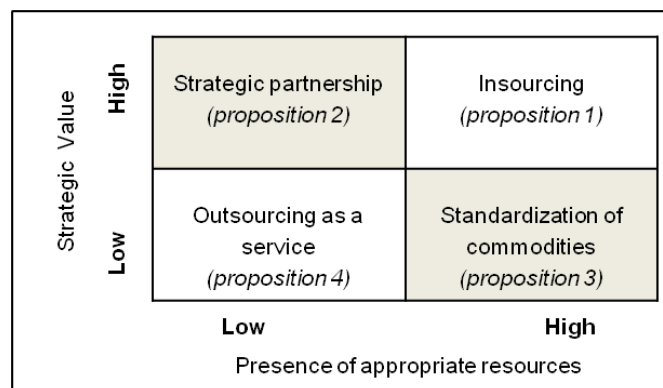 Strategic Value
High
Strategic partnership
(proposition 2)
Insourcing
(proposition 1)
Low
Outsourcing as a
service
(proposition 4)
Standardization of
commodities
(proposition 3)
Low
High
Presence of appropriate resources